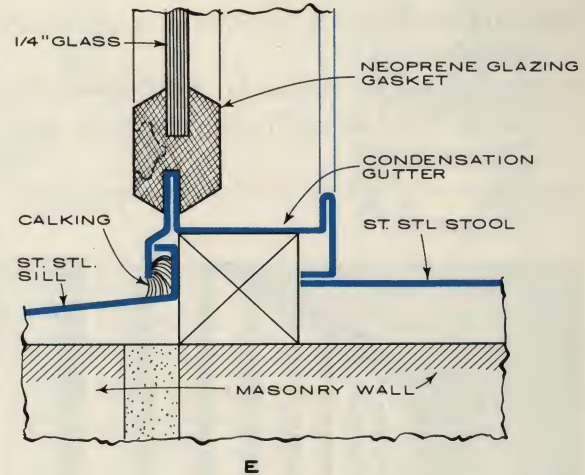 1/4" GLASS
NEOPRENE GLAZING
GASKET
CONDENSATION
GUTTER
CALKING
ST. STL STOOL
ST. STL.
SILL
MASONRY WALL
E